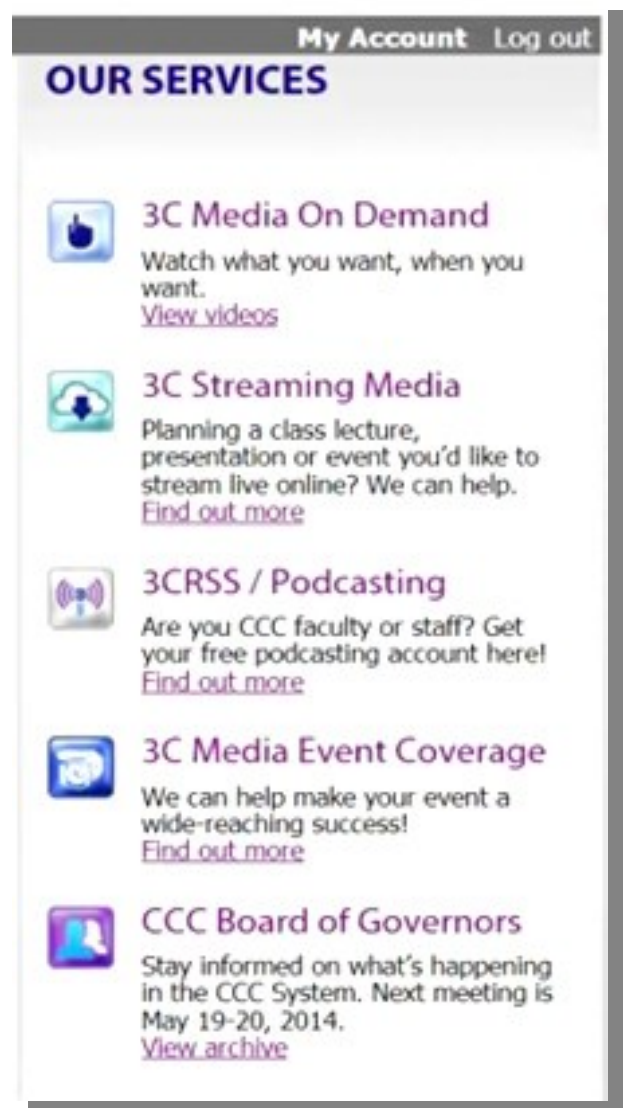 My Account Log out
OUR SERVICES
3C Media On Demand
Watch what you want, when you
want.
View videos
3C Streaming Media
Planning a class lecture,
presentation or event you'd like to
stream live online? We can help.
Find out more
3CRSS / Podcasting
Are you CCC faculty or staff? Get
your free podcasting account here!
Find out more
3C Media Event Coverage
We can help make your event a
wide-reaching success!
Find out more
CCC Board of Governors
Stay informed on what's happening
in the CCC System. Next meeting is
May 19-20, 2014.
View archive